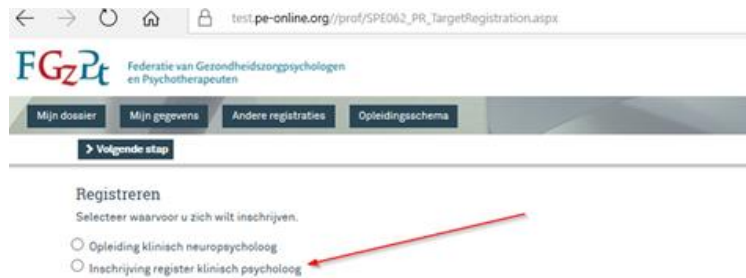 test.pe-online.org//prof/SPE062_PR_TargetRegistration.aspx
FGzPt Federatie van Gezondheidszorgpsychologen
en Psychotherapeuten
Mijn dossier Mijn gegevens Andere registraties Opleidingsschema
Volgende stap
Registreren
Selecteer waarvoor u zich wilt inschrijven.
Opleiding klinisch neuropsycholoog
Inschrijving register klinisch psycholoog